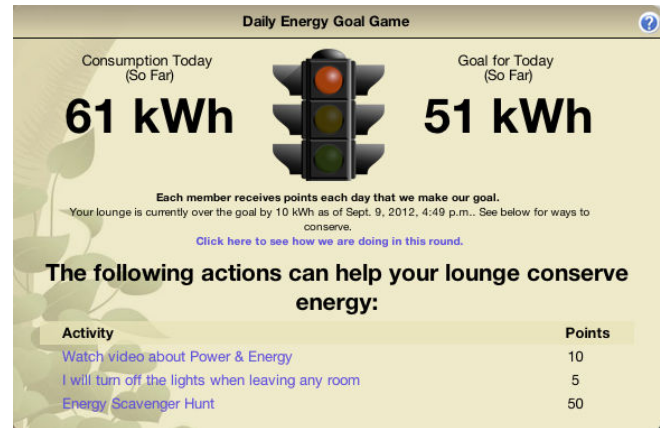 Daily Energy Goal Game
?
Consumption Today
(So Far)
61 kWh
Goal for Today
(So Far)
51 kWh
Each member receives points each day that we make our goal.
Your lounge is currently over the goal by 10 kWh as of Sept. 9, 2012, 4:49 p.m.. See below for ways to
conserve.
Click here to see how we are doing in this round.
The following actions can help your lounge conserve
energy:
Activity Points
Watch video about Power & Energy 10
I will turn off the lights when leaving any room 5
Energy Scavenger Hunt 50